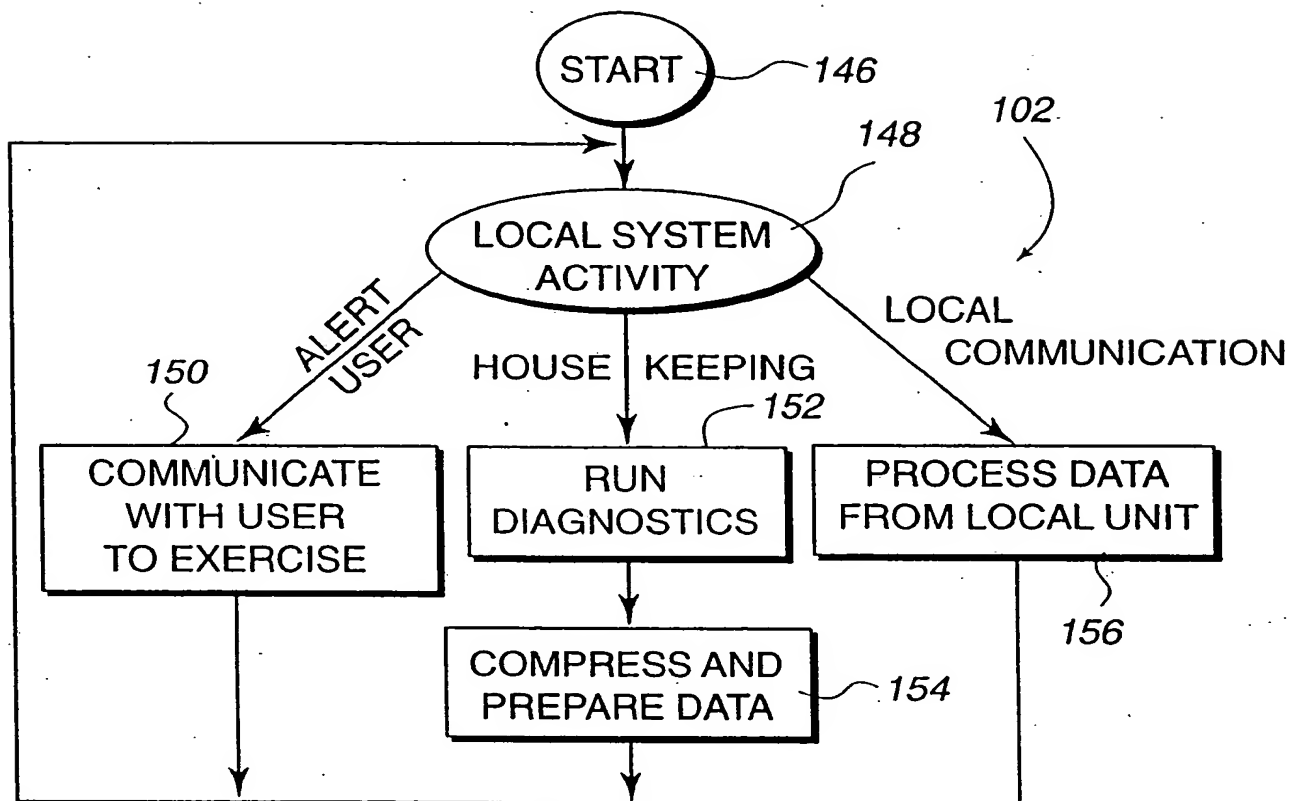 START
146
102
148
LOCAL SYSTEM
ACTIVITY
ALERT
USER
HOUSE KEEPING
LOCAL
COMMUNICATION
150
152
COMMUNICATE
WITH USER
TO EXERCISE
RUN
DIAGNOSTICS
PROCESS DATA
FROM LOCAL UNIT
156
COMPRESS AND
PREPARE DATA
154